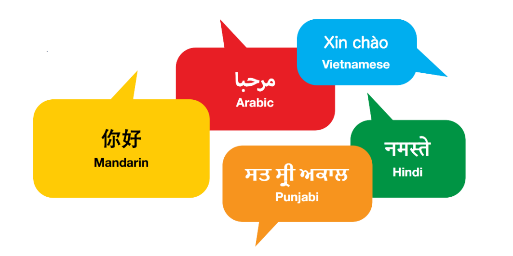 Xin chào
Vietnamese
مرحبا
Arabic
你好
Mandarin
नमस्ते
Hindi
ਸਤ ਸ੍ਰੀ ਅਕਾਲ
Punjabi